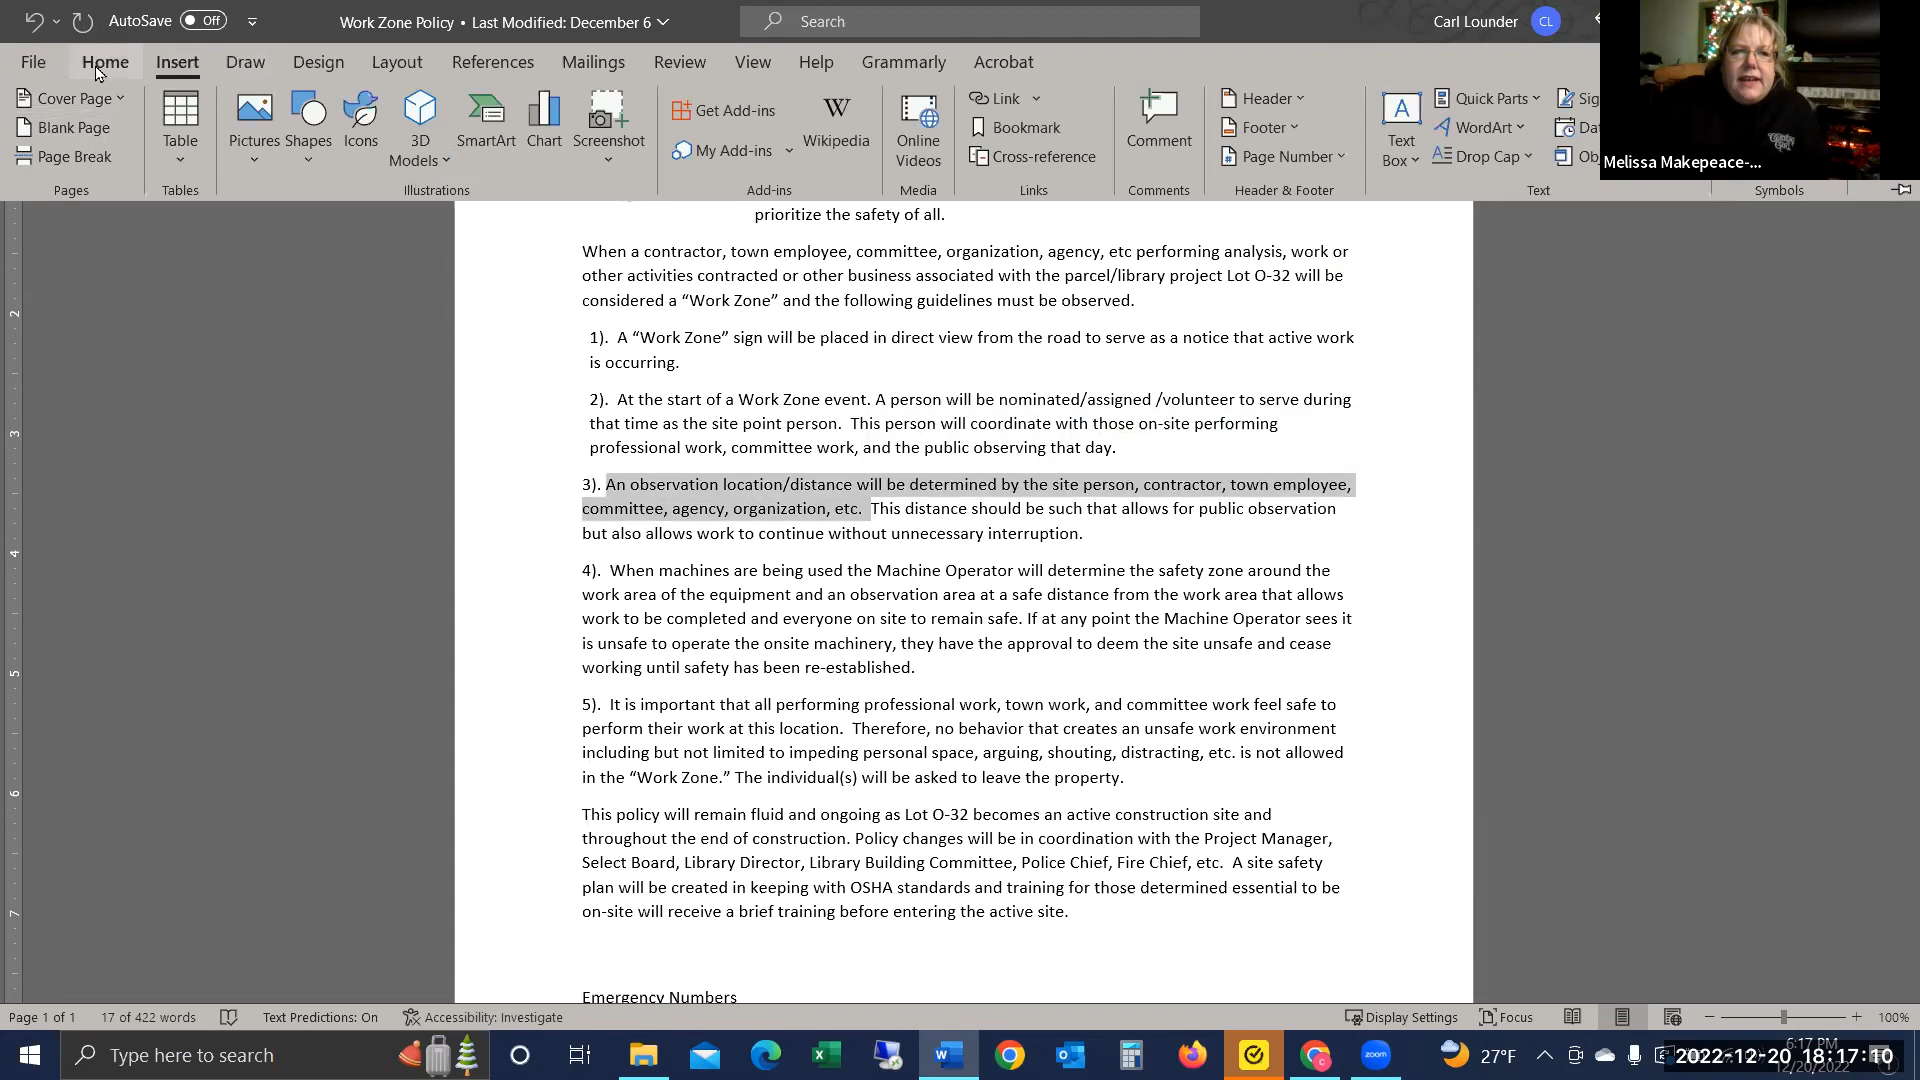 AutoSave Off
Work Zone Policy • Last Modified: December 6
Search
Carl Lounder CL
File Home Insert Draw Design Layout References Mailings Review View Help Grammarly Acrobat
Cover Page
Blank Page
Page Break
Pages
Table
Tables
Pictures Shapes Icons 3D Models SmartArt Chart Screenshot
Illustrations
Get Add-ins
My Add-ins
W
Wikipedia
Add-ins
Online Videos
Media
Link
Bookmark
Cross-reference
Links
Comment
Comments
Header
Footer
Page Number
Header & Footer
A
Text Box
Quick Parts
WordArt
Drop Cap
Text
Symbols
Melissa Makepeace-...
prioritize the safety of all.
When a contractor, town employee, committee, organization, agency, etc performing analysis, work or
other activities contracted or other business associated with the parcel/library project Lot O-32 will be
considered a “Work Zone” and the following guidelines must be observed.
1). A “Work Zone” sign will be placed in direct view from the road to serve as a notice that active work
is occurring.
2). At the start of a Work Zone event. A person will be nominated/assigned /volunteer to serve during
that time as the site point person. This person will coordinate with those on-site performing
professional work, committee work, and the public observing that day.
3). An observation location/distance will be determined by the site person, contractor, town employee,
committee, agency, organization, etc. This distance should be such that allows for public observation
but also allows work to continue without unnecessary interruption.
4). When machines are being used the Machine Operator will determine the safety zone around the
work area of the equipment and an observation area at a safe distance from the work area that allows
work to be completed and everyone on site to remain safe. If at any point the Machine Operator sees it
is unsafe to operate the onsite machinery, they have the approval to deem the site unsafe and cease
working until safety has been re-established.
5). It is important that all performing professional work, town work, and committee work feel safe to
perform their work at this location. Therefore, no behavior that creates an unsafe work environment
including but not limited to impeding personal space, arguing, shouting, distracting, etc. is not allowed
in the “Work Zone.” The individual(s) will be asked to leave the property.
This policy will remain fluid and ongoing as Lot O-32 becomes an active construction site and
throughout the end of construction. Policy changes will be in coordination with the Project Manager,
Select Board, Library Director, Library Building Committee, Police Chief, Fire Chief, etc. A site safety
plan will be created in keeping with OSHA standards and training for those determined essential to be
on-site will receive a brief training before entering the active site.
Emergency Numbers
2
3
4
5
6
7
Page 1 of 1 17 of 422 words Text Predictions: On Accessibility: Investigate Display Settings Focus 100%
Type here to search
zoom
27°F
6:17 PM
2022-12-20 18:17:10
12/20/2022